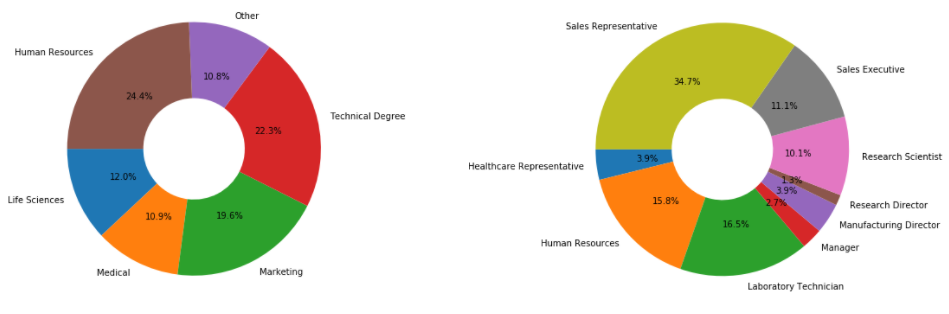 Other
Human Resources
10.8%
24.4%
Technical Degree
22.3%
12.0%
Life Sciences
10.9%
19.6%
Medical
Marketing
Sales Representative
Sales Executive
34.7%
11.1%
Research Scientist
10.1%
Healthcare Representative
3.9%
1.3%
3.9%
Research Director
15.8%
2.7%
Manufacturing Director
Human Resources
16.5%
Manager
Laboratory Technician